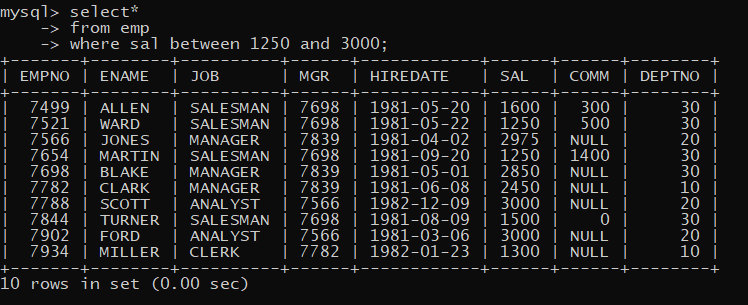 mysql> select*
    -> from emp
    -> where sal between 1250 and 3000;
+-------+--------+----------+------+------------+------+------+--------+
| EMPNO | ENAME  | JOB      | MGR  | HIREDATE   | SAL  | COMM | DEPTNO |
+-------+--------+----------+------+------------+------+------+--------+
|  7499 | ALLEN  | SALESMAN | 7698 | 1981-05-20 | 1600 |  300 |     30 |
|  7521 | WARD   | SALESMAN | 7698 | 1981-05-22 | 1250 |  500 |     30 |
|  7566 | JONES  | MANAGER  | 7839 | 1981-04-02 | 2975 | NULL |     20 |
|  7654 | MARTIN | SALESMAN | 7698 | 1981-09-20 | 1250 | 1400 |     30 |
|  7698 | BLAKE  | MANAGER  | 7839 | 1981-05-01 | 2850 | NULL |     30 |
|  7782 | CLARK  | MANAGER  | 7839 | 1981-06-08 | 2450 | NULL |     10 |
|  7788 | SCOTT  | ANALYST  | 7566 | 1982-12-09 | 3000 | NULL |     20 |
|  7844 | TURNER | SALESMAN | 7698 | 1981-08-09 | 1500 |    0 |     30 |
|  7902 | FORD   | ANALYST  | 7566 | 1981-03-06 | 3000 | NULL |     20 |
|  7934 | MILLER | CLERK    | 7782 | 1982-01-23 | 1300 | NULL |     10 |
+-------+--------+----------+------+------------+------+------+--------+
10 rows in set (0.00 sec)